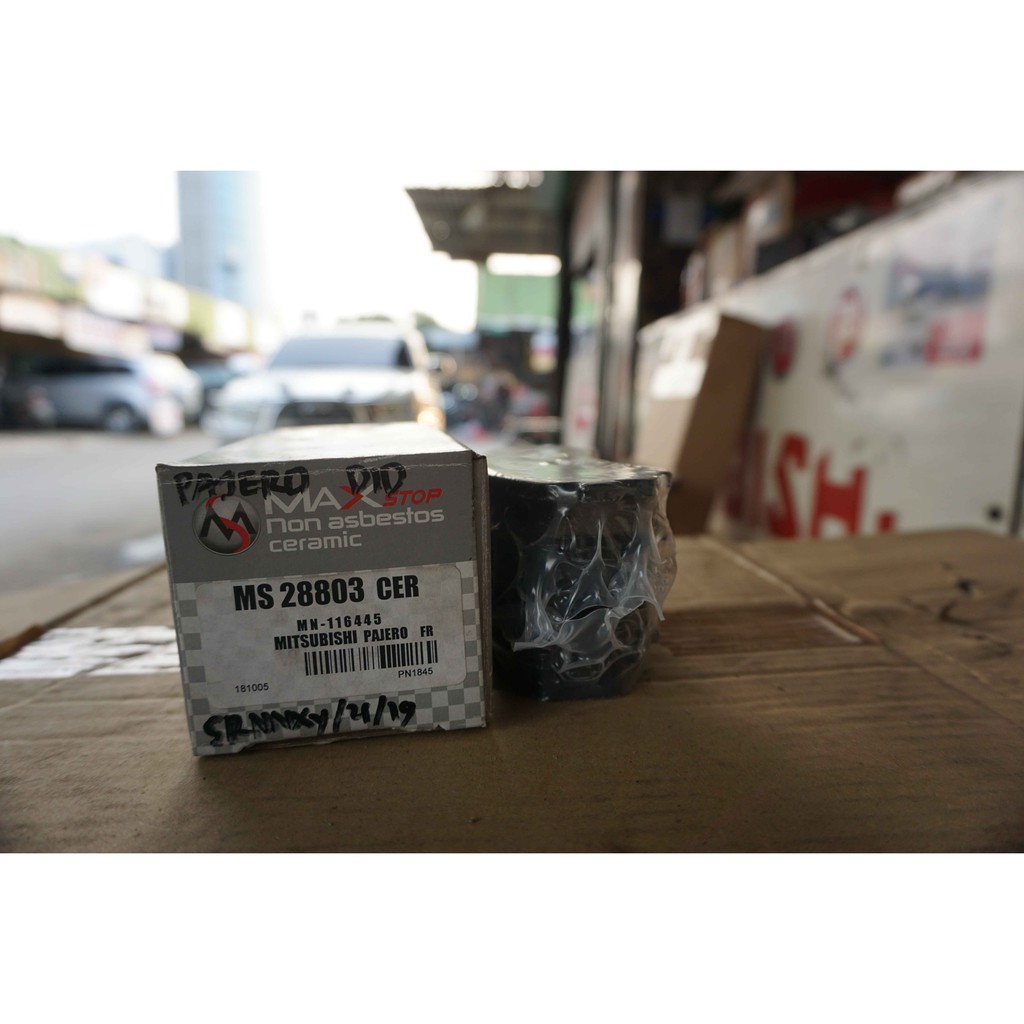 PAJERO DID
MAX STOP
non asbestos
ceramic
MS 28803 CER
MN-116445
MITSUBISHI PAJERO FR
PN1845
181005